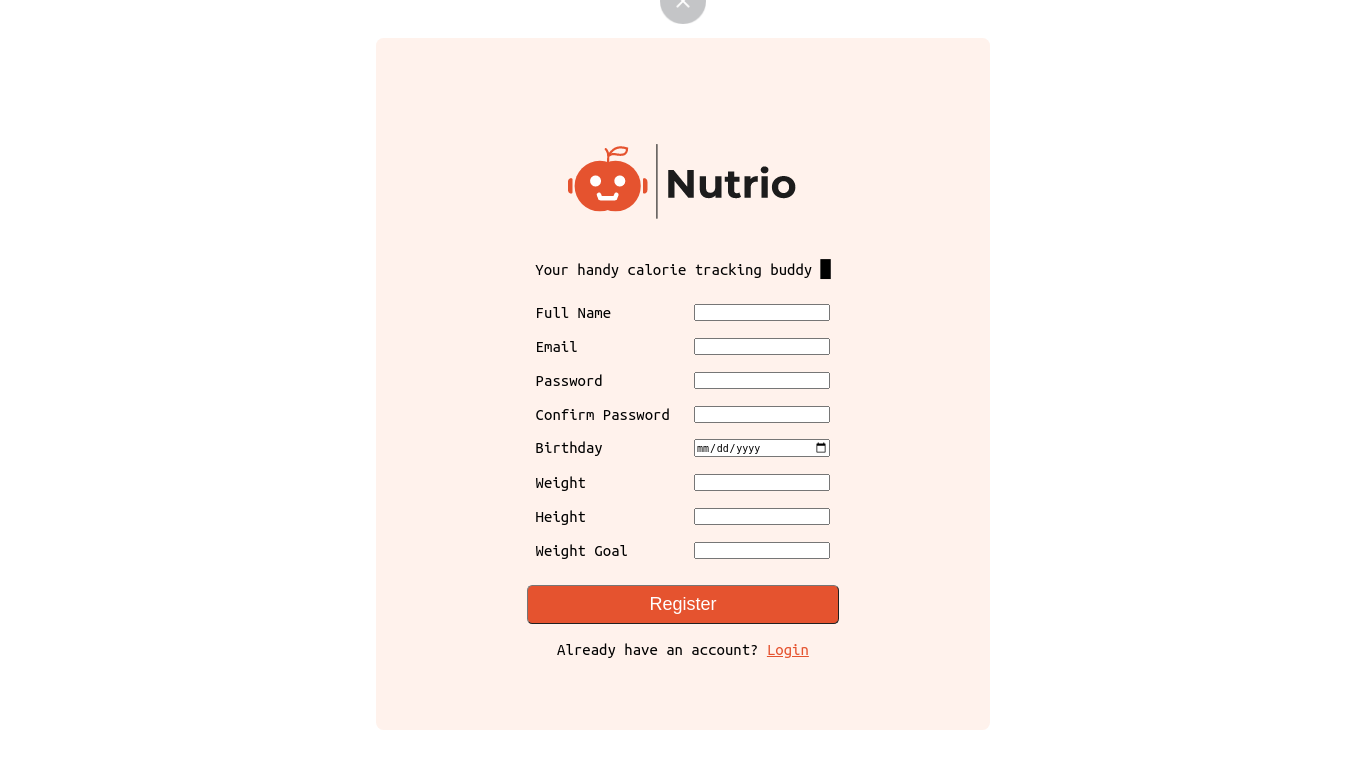 Nutrio
Your handy calorie tracking buddy
Full Name
Email
Password
Confirm Password
Birthday mm/dd/yyyy
Weight
Height
Weight Goal
Register
Already have an account? Login